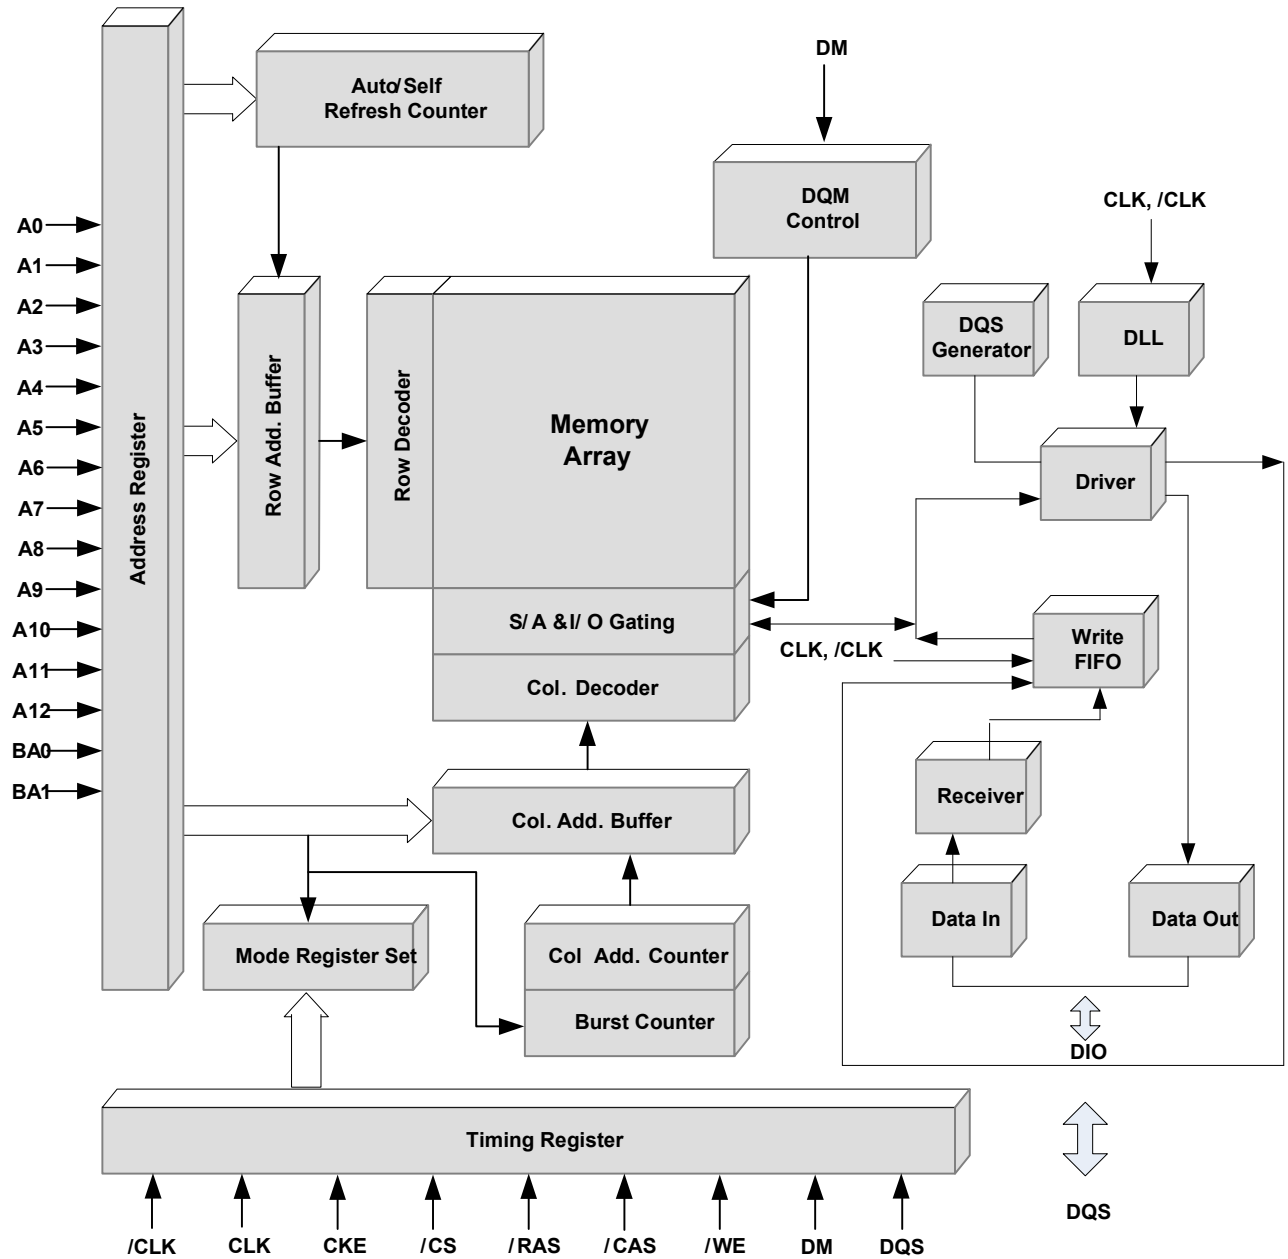 DM
Auto/Self
Refresh Counter
DQM
Control
CLK, /CLK
A0
A1
A2
A3
A4
A5
A6
A7
A8
A9
A10
A11
A12
BA0
BA1
Address Register
Row Add. Buffer
Row Decoder
Memory
Array
DQS
Generator
DLL
Driver
S/ A &I/ O Gating
CLK, /CLK
Write
FIFO
Col. Decoder
Receiver
Col. Add. Buffer
Data In
Data Out
Mode Register Set
Col Add. Counter
Burst Counter
DIO
Timing Register
DQS
/CLK
CLK
CKE
/CS
/RAS
/CAS
/WE
DM
DQS